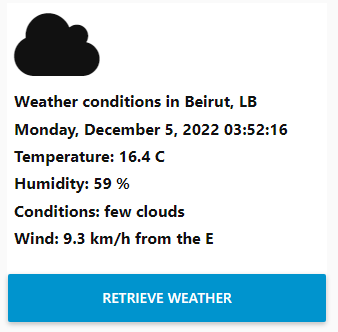 Weather conditions in Beirut, LB
Monday, December 5, 2022 03:52:16
Temperature: 16.4 C
Humidity: 59 %
Conditions: few clouds
Wind: 9.3 km/h from the E
RETRIEVE WEATHER